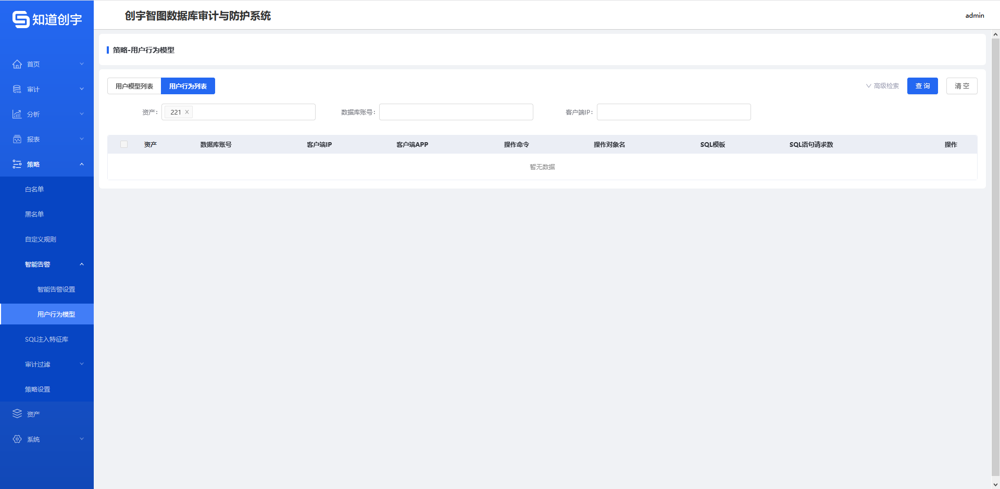 知道创宇
创宇智图数据库审计与防护系统
admin
首页
审计
分析
报表
策略
白名单
黑名单
自定义规则
智能告警
智能告警设置
用户行为模型
SQL注入特征库
审计过滤
策略设置
资产
系统
策略-用户行为模型
用户模型列表 用户行为列表 高级检索 查 询 清 空
资产： 221 × 数据库账号： 客户端IP：
资产 数据库账号 客户端IP 客户端APP 操作命令 操作对象名 SQL模板 SQL语句请求数 操作
暂无数据